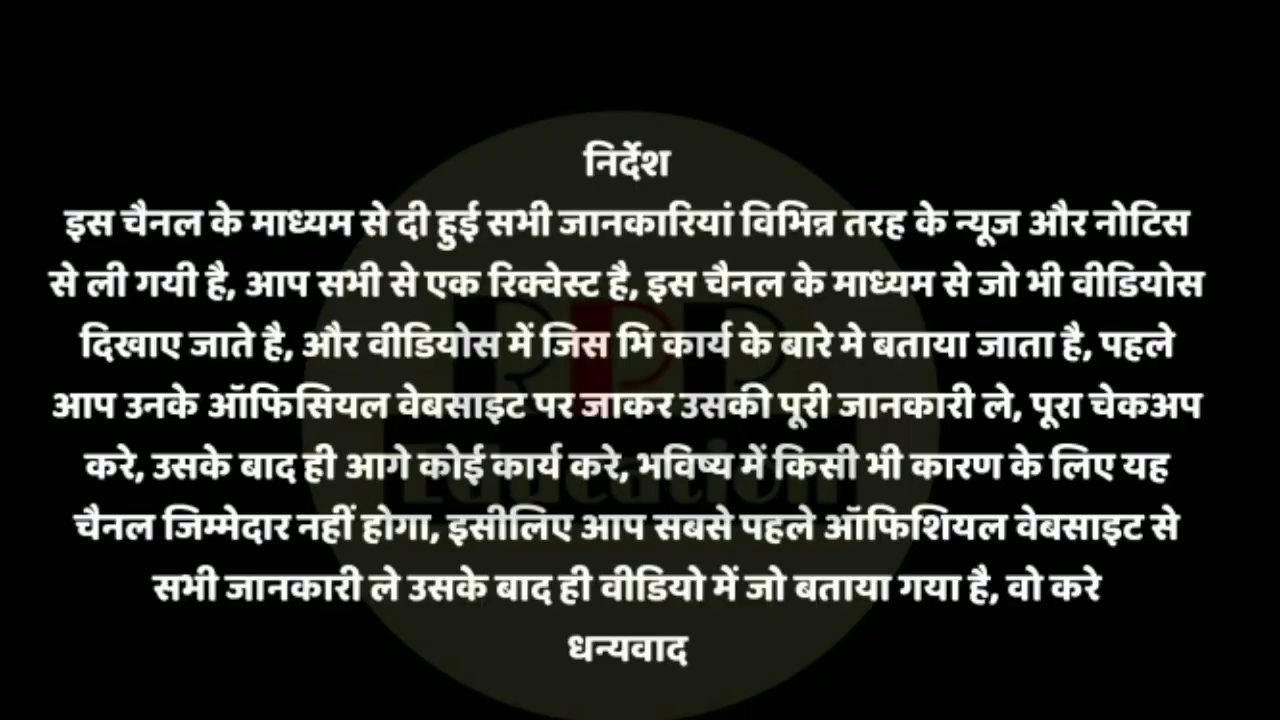 निर्देश
इस चैनल के माध्यम से दी हुई सभी जानकारियां विभिन्न तरह के न्यूज और नोटिस
से ली गयी है, आप सभी से एक रिक्वेस्ट है, इस चैनल के माध्यम से जो भी वीडियोस
दिखाए जाते है, और वीडियोस में जिस भि कार्य के बारे मे बताया जाता है, पहले
आप उनके ऑफिसियल वेबसाइट पर जाकर उसकी पूरी जानकारी ले, पूरा चेकअप
करे, उसके बाद ही आगे कोई कार्य करे, भविष्य में किसी भी कारण के लिए यह
चैनल जिम्मेदार नहीं होगा, इसीलिए आप सबसे पहले ऑफिशियल वेबसाइट से
सभी जानकारी ले उसके बाद ही वीडियो में जो बताया गया है, वो करे
धन्यवाद
Education